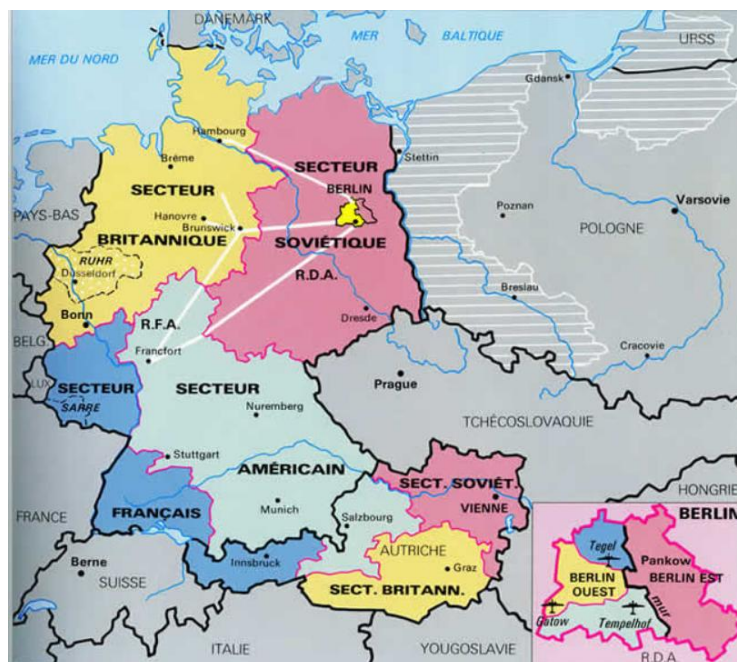 DANEMARK
MER DU NORD
MER
BALTIQUE
URSS
Gdansk
Hambourg
Stettin
Brême
SECTEUR
BERLIN
SECTEUR
PAYS-BAS
Hanovre
Brunswick
BRITANNIQUE
SOVIÉTIQUE
Poznan
Varsovie
POLOGNE
RUHR
Düsseldorf
R.D.A.
Breslau
Bonn
R.F.A.
Dresde
BELG.
Francfort
Cracovie
LUX
SECTEUR
SECTEUR
Prague
SARRE
Nuremberg
TCHÉCOSLOVAQUIE
Stuttgart
AMÉRICAIN
SECT. SOVIÉT.
VIENNE
HONGRIE
FRANCE
FRANÇAIS
Munich
Salzbourg
AUTRICHE
Innsbruck
Graz
Berne
SUISSE
SECT. BRITANN.
ITALIE
YOUGOSLAVIE
BERLIN
Tegel
Pankow
BERLIN EST
BERLIN
OUEST
mur
Gatow
Tempelhof
R.D.A.